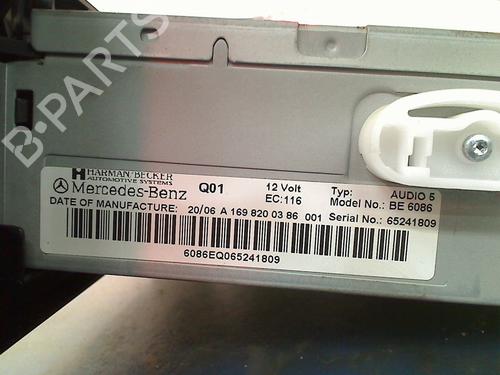 B-PARTS
HARMAN/BECKER
AUTOMOTIVE SYSTEMS
Mercedes-Benz Q01 12 Volt Typ: AUDIO 5
EC:116 Model No.: BE 6086
DATE OF MANUFACTURE: 20/06 A 169 820 03 86 001 Serial No.: 65241809
6086EQ065241809